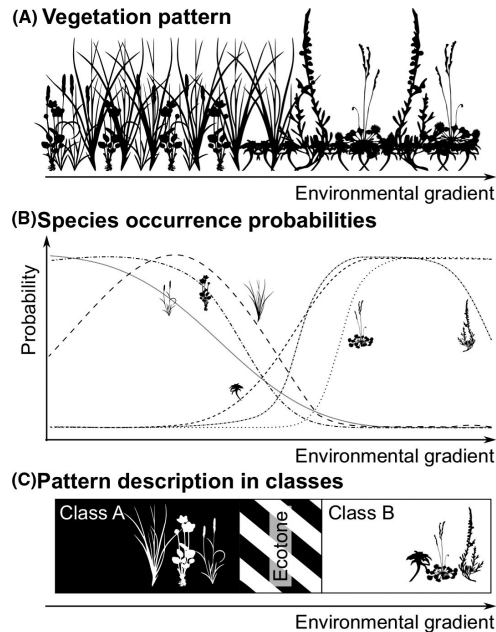 (A) Vegetation pattern
Environmental gradient
(B)Species occurrence probabilities
Probability
Environmental gradient
(C)Pattern description in classes
Class A
Ecotone
Class B
Environmental gradient